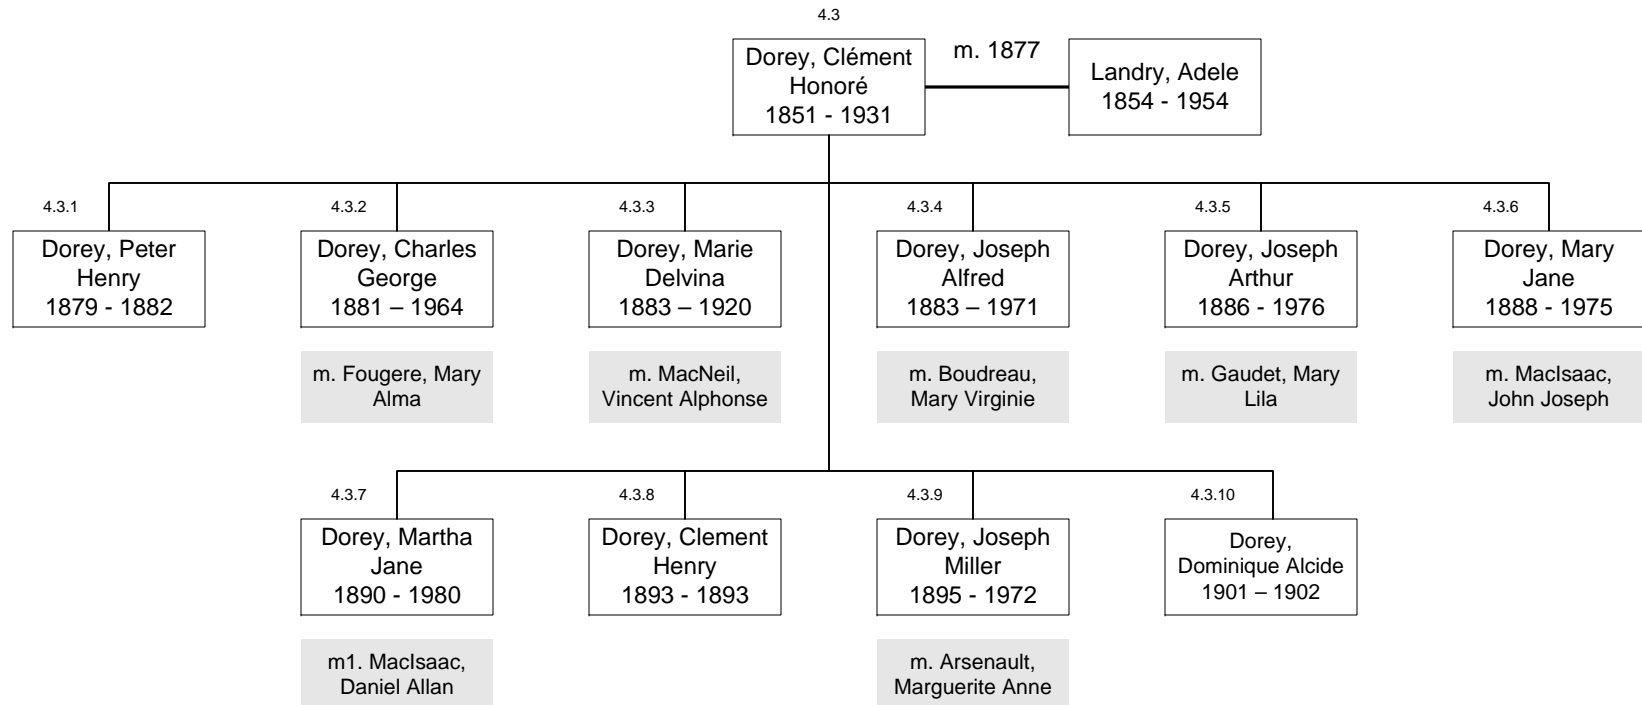 4.3
Dorey, Clément
Honoré
1851 - 1931
m. 1877
Landry, Adele
1854 - 1954
4.3.1
Dorey, Peter
Henry
1879 - 1882
4.3.2
Dorey, Charles
George
1881 – 1964
m. Fougere, Mary
Alma
4.3.3
Dorey, Marie
Delvina
1883 – 1920
m. MacNeil,
Vincent Alphonse
4.3.4
Dorey, Joseph
Alfred
1883 – 1971
m. Boudreau,
Mary Virginie
4.3.5
Dorey, Joseph
Arthur
1886 - 1976
m. Gaudet, Mary
Lila
4.3.6
Dorey, Mary
Jane
1888 - 1975
m. MacIsaac,
John Joseph
4.3.7
Dorey, Martha
Jane
1890 - 1980
m1. MacIsaac,
Daniel Allan
4.3.8
Dorey, Clement
Henry
1893 - 1893
4.3.9
Dorey, Joseph
Miller
1895 - 1972
m. Arsenault,
Marguerite Anne
4.3.10
Dorey,
Dominique Alcide
1901 – 1902